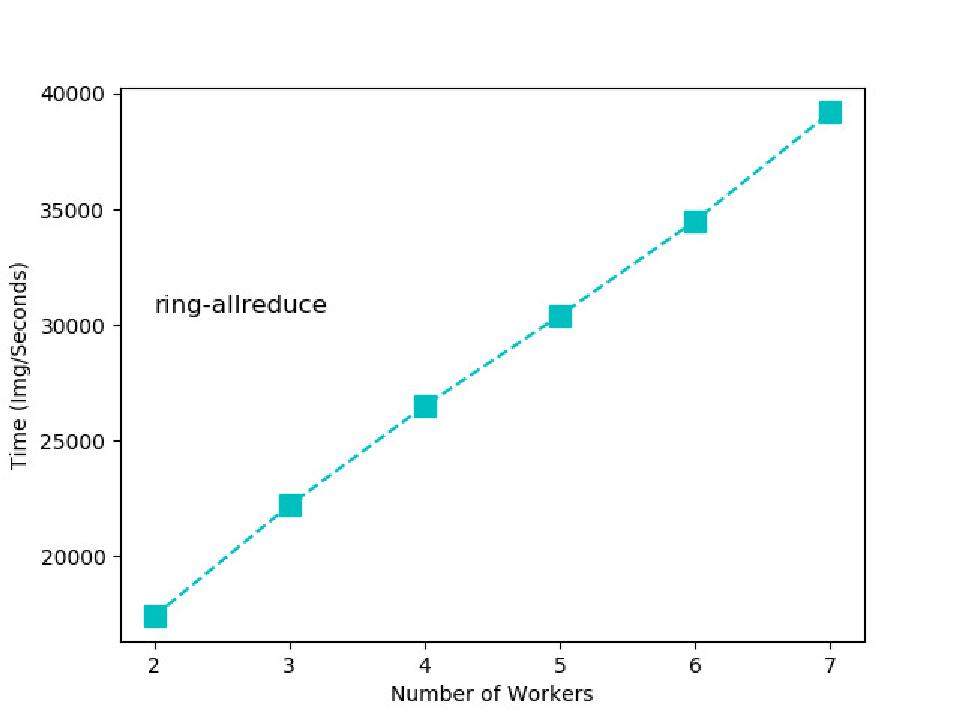 40000
35000
30000
25000
20000
Time (Img/Seconds)
ring-allreduce
2 3 4 5 6 7
Number of Workers